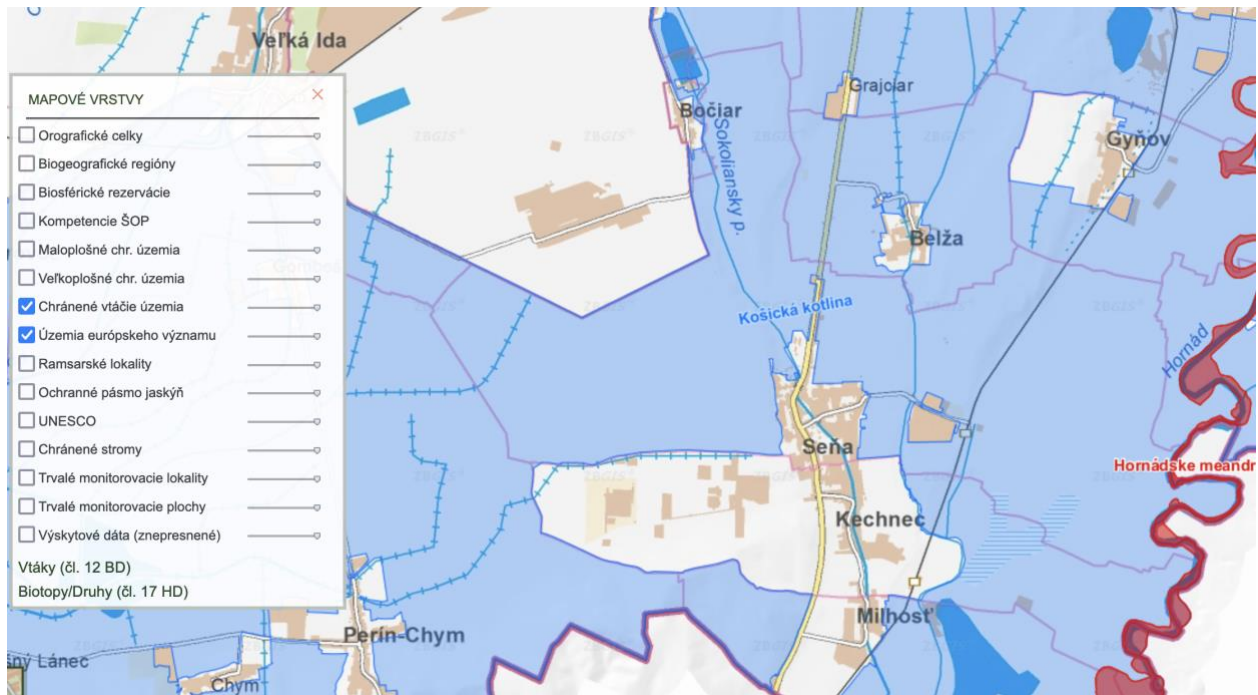 Veľká Ida
MAPOVÉ VRSTVY
Orografické celky
Biogeografické regióny
Biosférické rezervácie
Kompetencie ŠOP
Maloplošné chr. územia
Veľkoplošné chr. územia
Chránené vtáčie územia
Územia európskeho významu
Ramsarské lokality
Ochranné pásmo jaskýň
UNESCO
Chránené stromy
Trvalé monitorovacie lokality
Trvalé monitorovacie plochy
Výskytové dáta (znepresnené)
Vtáky (čl. 12 BD)
Biotopy/Druhy (čl. 17 HD)
Bočiar
Grajciar
Gyňov
Sokoliansky p.
Belža
Košická kotlina
Hornád
Seňa
Hornádske meandr
Kechnec
Milhosť
Perín-Chym
Lánec
Chym
ZBGIS